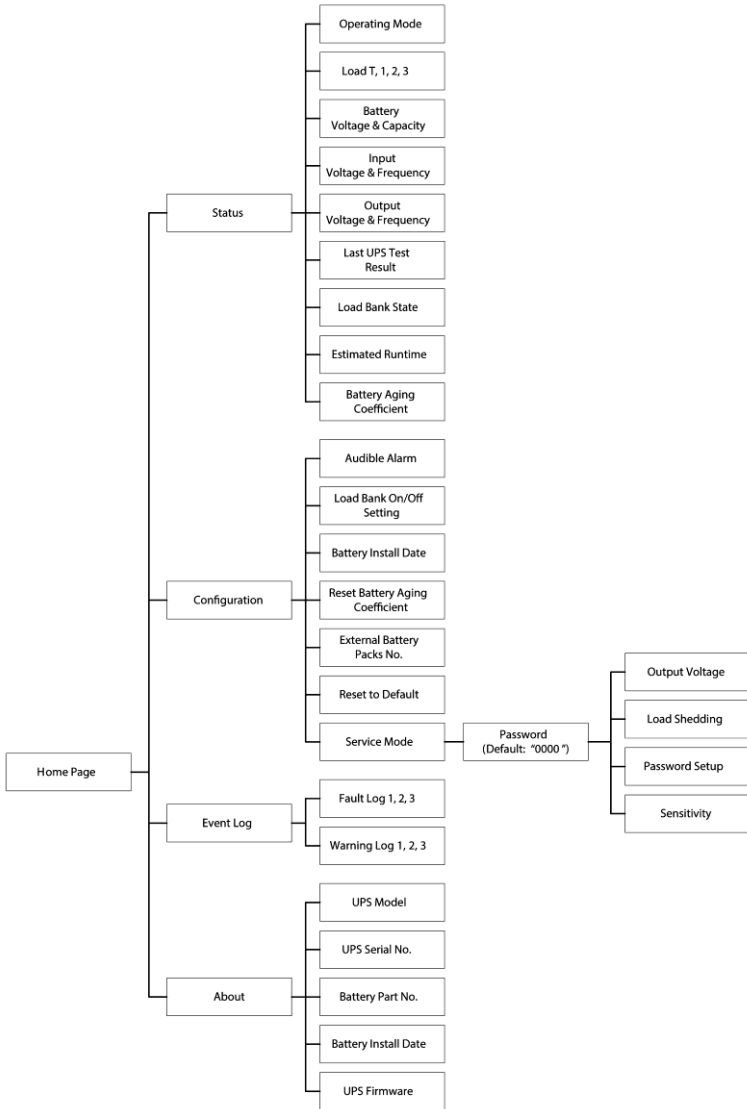 Home Page
Status
Operating Mode
Load T, 1, 2, 3
Battery
Voltage & Capacity
Input
Voltage & Frequency
Output
Voltage & Frequency
Last UPS Test
Result
Load Bank State
Estimated Runtime
Battery Aging
Coefficient
Configuration
Audible Alarm
Load Bank On/Off
Setting
Battery Install Date
Reset Battery Aging
Coefficient
External Battery
Packs No.
Reset to Default
Service Mode
Password
(Default: "0000 ")
Output Voltage
Load Shedding
Password Setup
Sensitivity
Event Log
Fault Log 1, 2, 3
Warning Log 1, 2, 3
About
UPS Model
UPS Serial No.
Battery Part No.
Battery Install Date
UPS Firmware